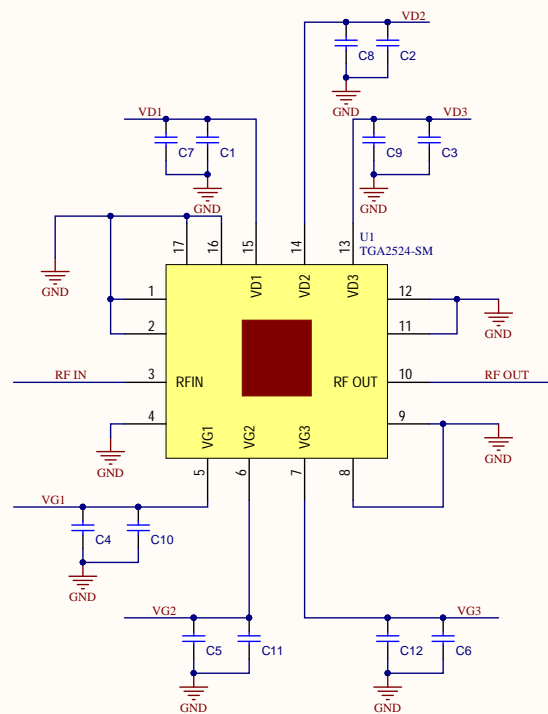 VD2
C8
C2
GND
VD1
VD3
C7
C1
C9
C3
GND
GND
U1
TGA2524-SM
17
16
15
14
13
GND
VD1
VD2
VD3
1
12
GND
2
11
RF IN
3
RFIN
RF OUT
10
RF OUT
4
9
GND
VG1
VG2
VG3
GND
5
6
7
8
VG1
C4
C10
GND
VG2
VG3
C5
C11
C12
C6
GND
GND